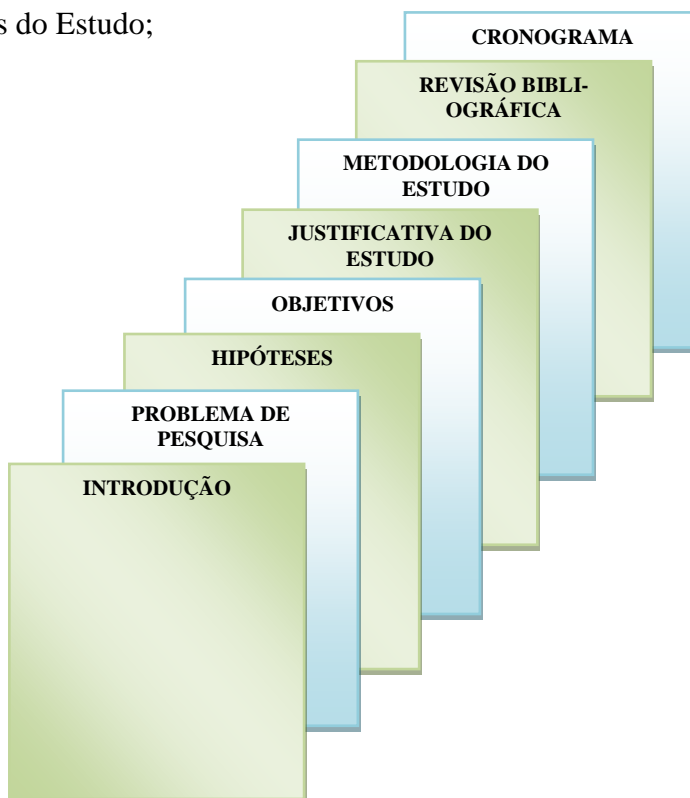 s do Estudo;
CRONOGRAMA
REVISÃO BIBLI-
OGRÁFICA
METODOLOGIA DO
ESTUDO
JUSTIFICATIVA DO
ESTUDO
OBJETIVOS
HIPÓTESES
PROBLEMA DE
PESQUISA
INTRODUÇÃO